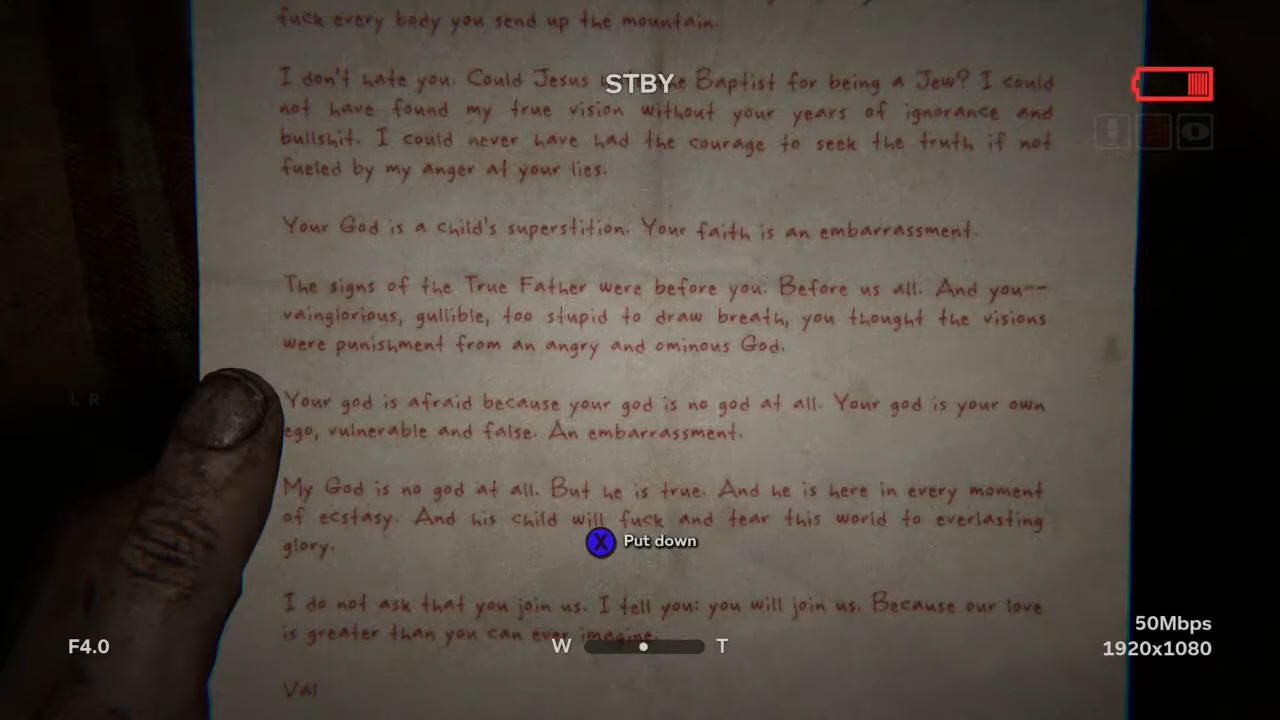 fuck every body you send up the mountain.
I don't hate you. Could Jesus the Baptist for being a Jew? I could
STBY
not have found my true vision without your years of ignorance and
bullshit. I could never have had the courage to seek the truth if not
fueled by my anger at your lies.
Your God is a child's superstition. Your faith is an embarrassment.
The signs of the True Father were before you. Before us all. And you--
vainglorious, gullible, too stupid to draw breath, you thought the visions
were punishment from an angry and ominous God.
L R
Your god is afraid because your god is no god at all. Your god is your own
ego, vulnerable and false. An embarrassment.
My God is no god at all. But he is true. And he is here in every moment
of ecstasy. And his child will fuck and tear this world to everlasting
glory.
X Put down
I do not ask that you join us. I tell you: you will join us. Because our love
is greater than you can ever imagine.
50Mbps
F4.0
W T
1920x1080
Val